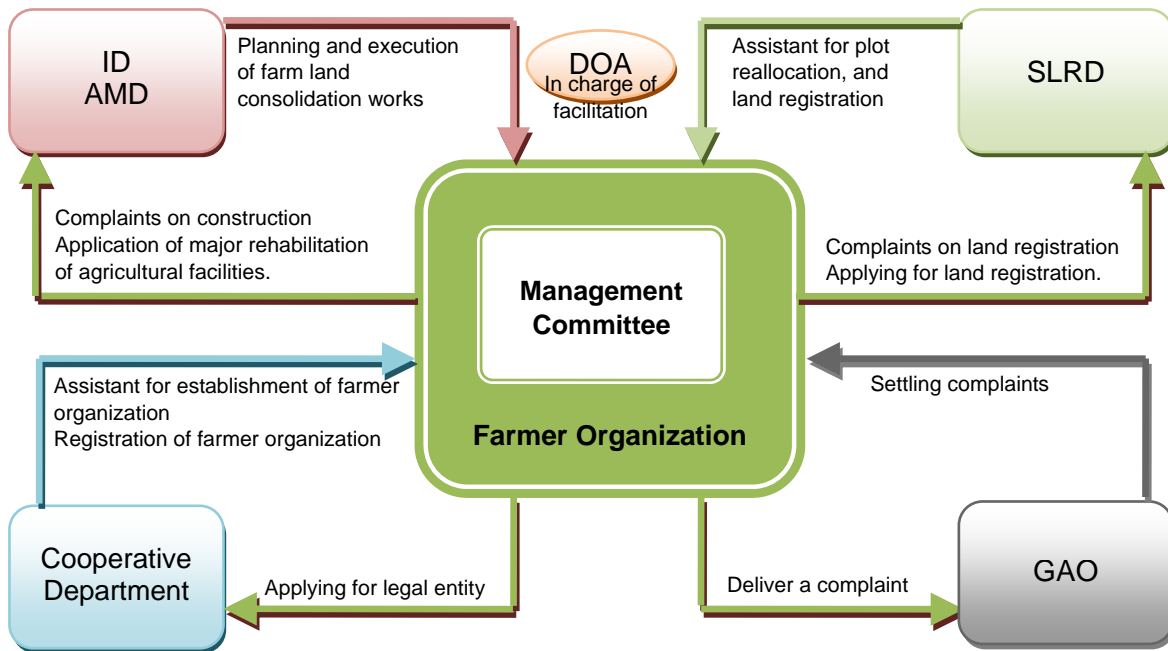 ID
AMD
Planning and execution
of farm land
consolidation works
DOA
In charge of
facilitation
Assistant for plot
reallocation, and
land registration
SLRD
Complaints on construction
Application of major rehabilitation
of agricultural facilities.
Management
Committee
Farmer Organization
Complaints on land registration
Applying for land registration.
Assistant for establishment of farmer
organization
Registration of farmer organization
Settling complaints
Cooperative
Department
Applying for legal entity
Deliver a complaint
GAO